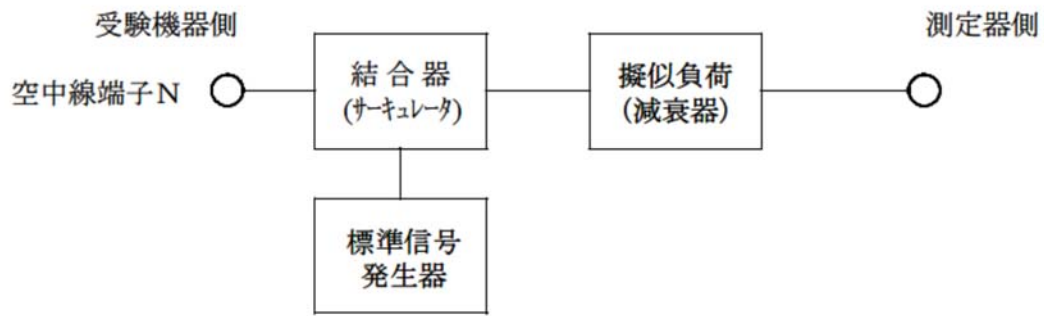 受験機器側
測定器側
空中線端子N
結合器
(サーキュレータ)
擬似負荷
(減衰器)
標準信号
発生器